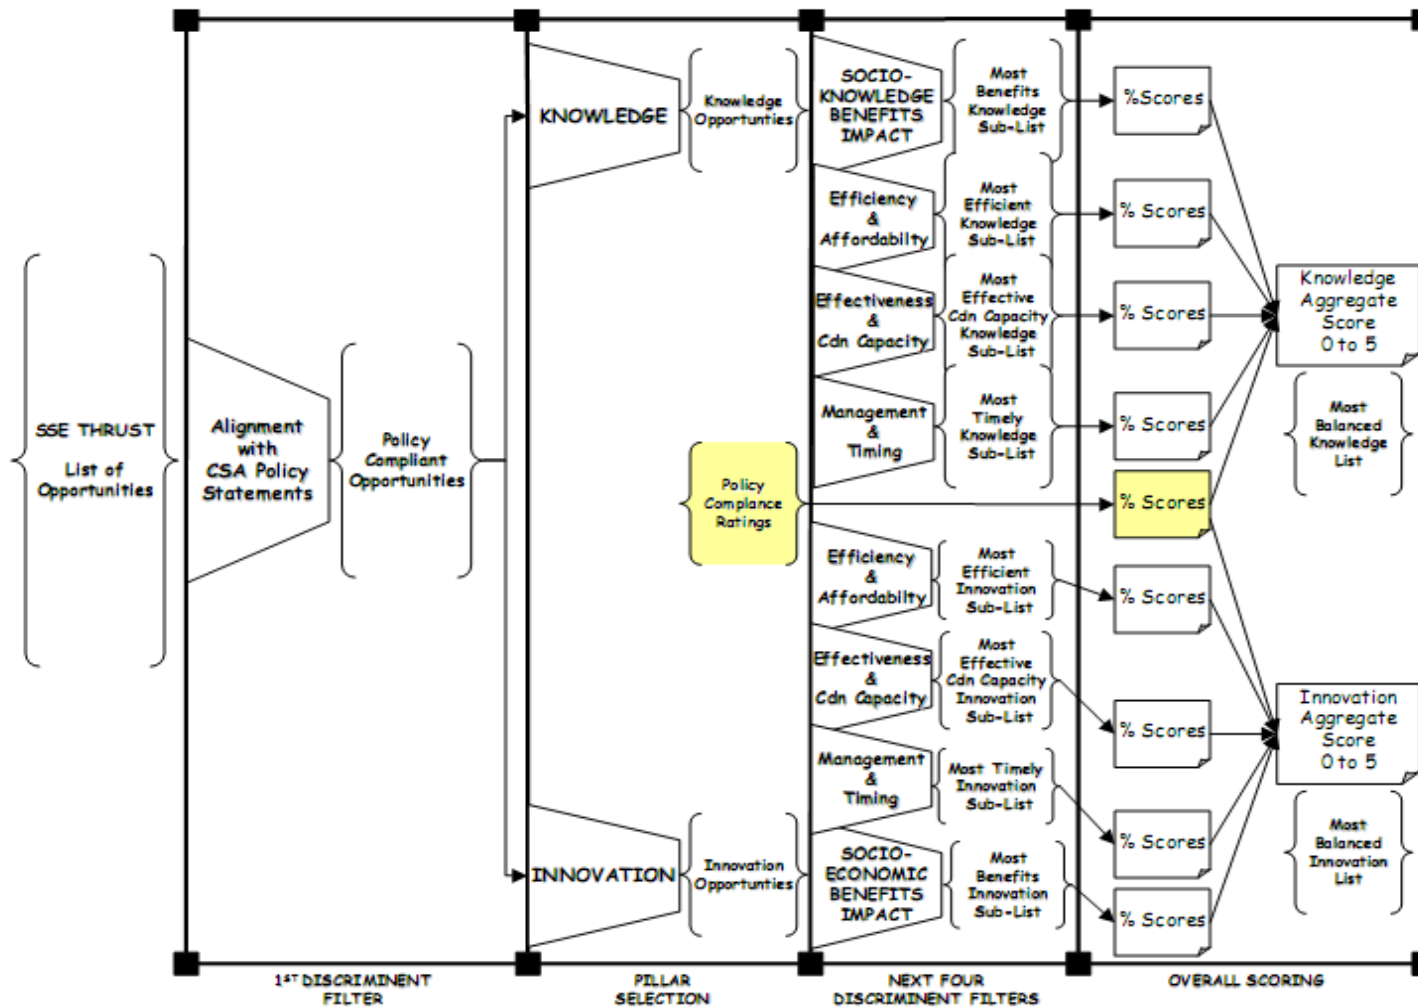 SSE THRUST
List of
Opportunities
Alignment
with
CSA Policy
Statements
Policy
Compliant
Opportunities
KNOWLEDGE
Knowledge
Opportunties
INNOVATION
Innovation
Opportunties
Policy
Complance
Ratings
SOCIO-
KNOWLEDGE
BENEFITS
IMPACT
Most
Benefits
Knowledge
Sub-List
%Scores
Efficiency
&
Affordabilty
Most
Efficient
Knowledge
Sub-List
% Scores
Effectiveness
&
Cdn Capacity
Most
Effective
Cdn Capacity
Knowledge
Sub-List
% Scores
Management
& 
Timing
Most
Timely
Knowledge
Sub-List
% Scores
% Scores
Efficiency
&
Affordabilty
Most
Efficient
Innovation
Sub-List
% Scores
Effectiveness
&
Cdn Capacity
Most
Effective
Cdn Capacity
Innovation
Sub-List
% Scores
Management
&
Timing
Most Timely
Innovation
Sub-List
% Scores
SOCIO-
ECONOMIC
BENEFITS
IMPACT
Most
Benefits
Innovation
Sub-List
% Scores
Knowledge
Aggregate
Score
0 to 5
Most
Balanced
Knowledge
List
Innovation
Aggregate
Score
0 to 5
Most
Balanced
Innovation
List
1ST DISCRIMINENT
FILTER
PILLAR
SELECTION
NEXT FOUR
DISCRIMINENT FILTERS
OVERALL SCORING